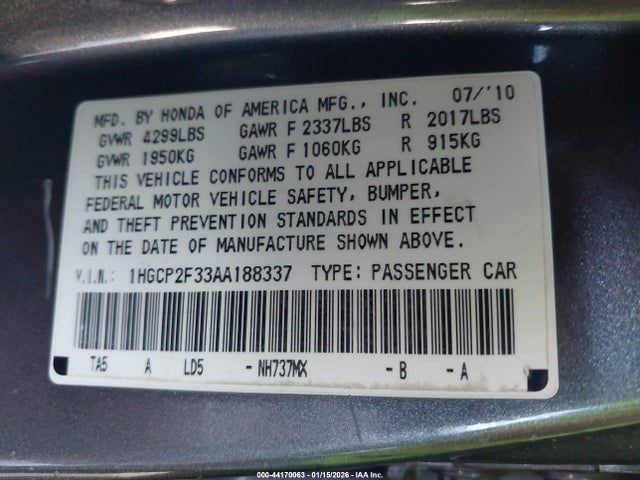 MFD. BY HONDA OF AMERICA MFG., INC. 07/'10
GVWR 4299LBS GAWR F 2337LBS R 2017LBS
GVWR 1950KG GAWR F 1060KG R 915KG
THIS VEHICLE CONFORMS TO ALL APPLICABLE
FEDERAL MOTOR VEHICLE SAFETY, BUMPER,
AND THEFT PREVENTION STANDARDS IN EFFECT
ON THE DATE OF MANUFACTURE SHOWN ABOVE.
V.I.N.: 1HGCP2F33AA188337 TYPE: PASSENGER CAR
TA5 A LD5 - NH737MX - B - A
000-44170063 - 01/15/2026 - IAA Inc.